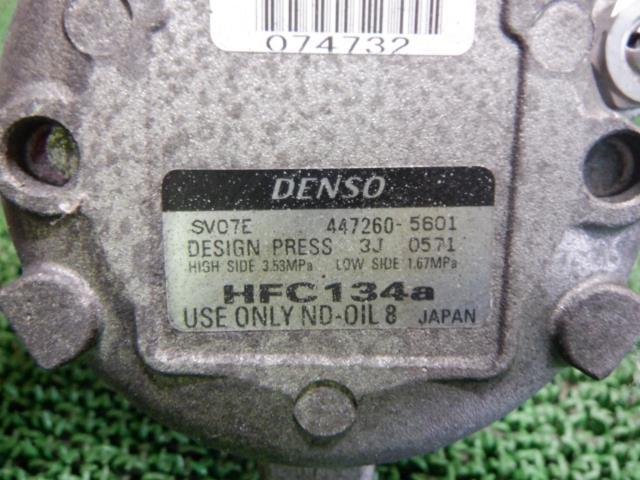 074732
DENSO
SV07E 447260-5601
DESIGN PRESS 3J 0571
HIGH SIDE 3.53MPa LOW SIDE 1.67MPa
HFC134a
USE ONLY ND-OIL 8 JAPAN